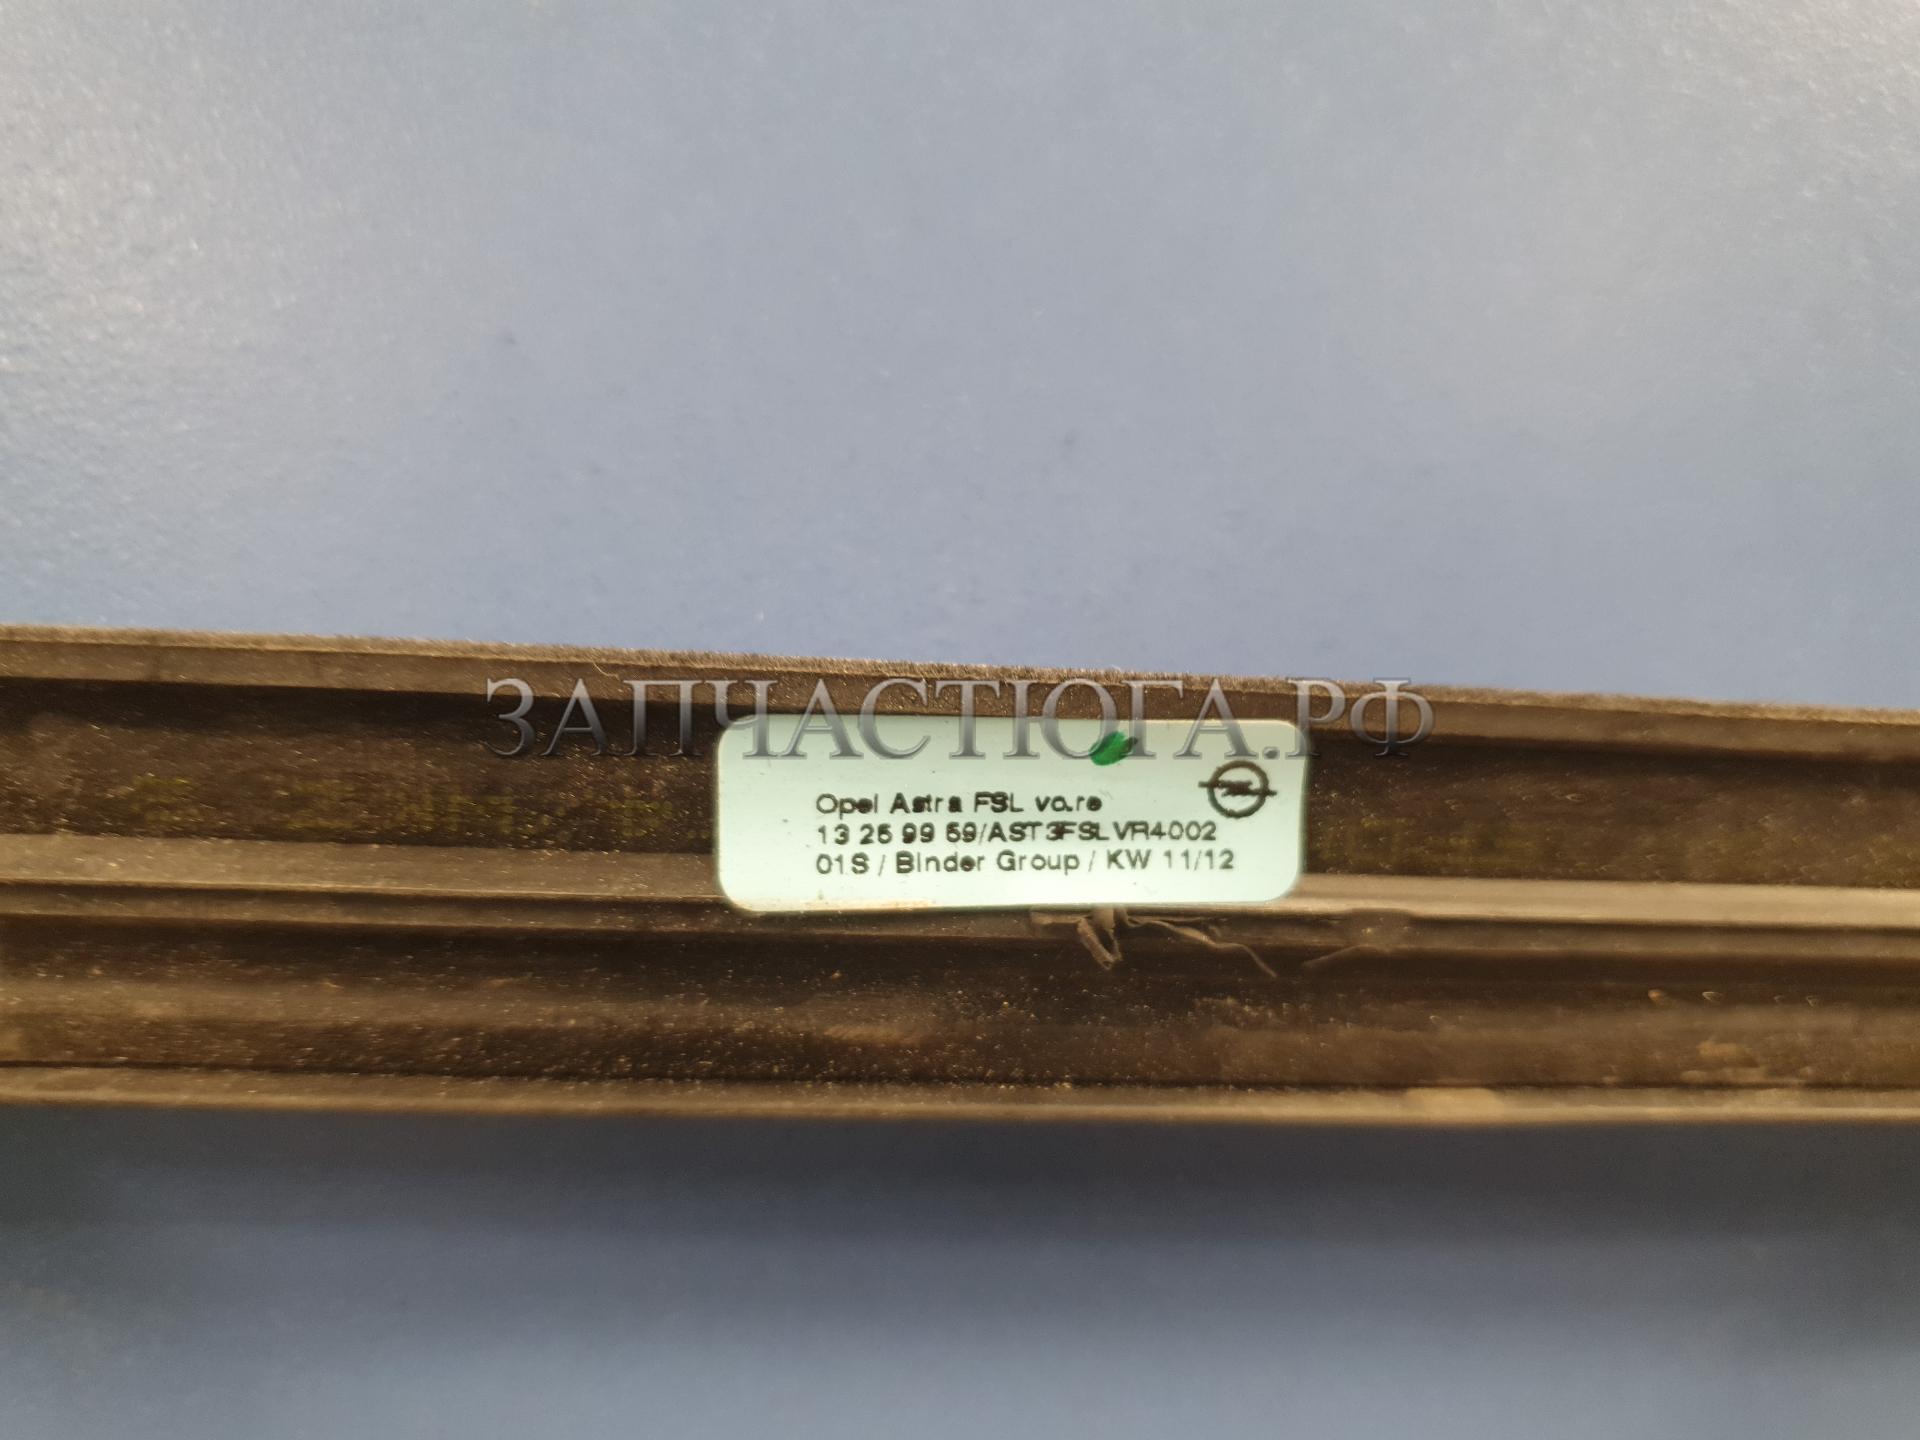 ЗАПЧАСТЮГА.РФ
Opel Astra FSL vo.re
13 25 99 59/AST3FSLVR4002
01S / Binder Group / KW 11/12